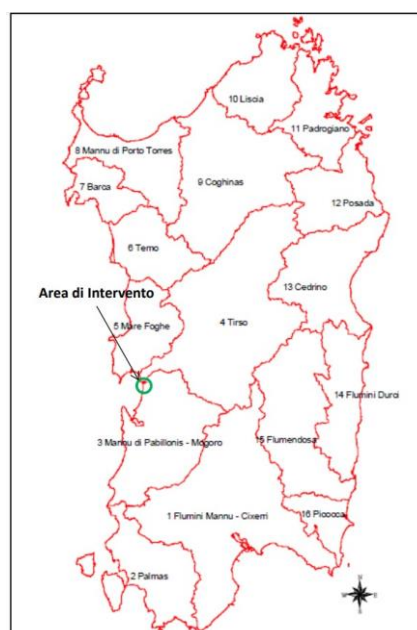 10 Liscia
11 Padrogiano
8 Mannu di Porto Torres
9 Coghinas
7 Barca
12 Posada
6 Temo
13 Cedrino
Area di Intervento
4 Tirso
5 Mare Foghe
14 Flumini Durci
3 Mannu di Pabillonis - Mogoro
15 Flumendosa
1 Flumini Mannu - Cixerri
16 Picocca
2 Palmas